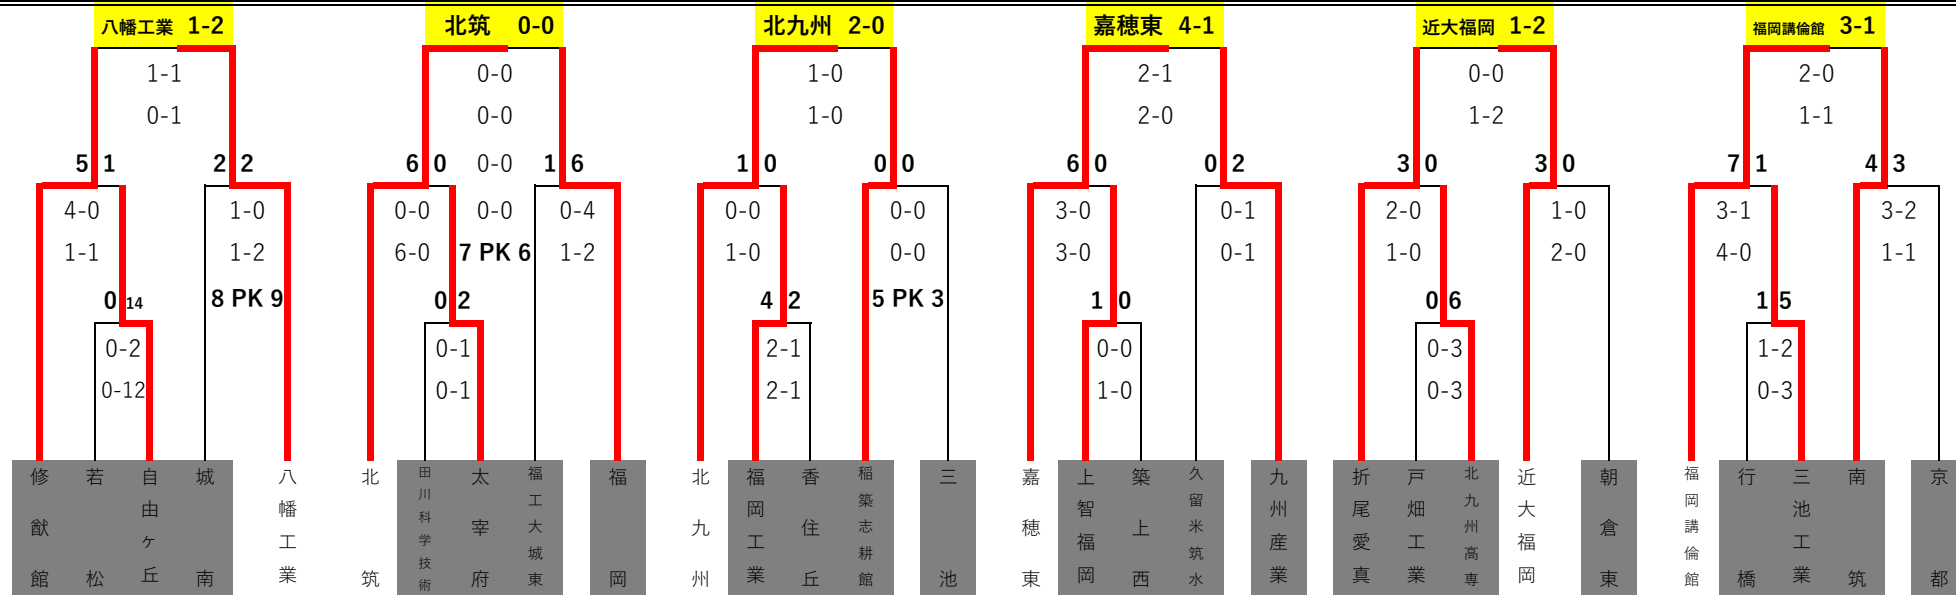 八幡工業 1-2 北筑 0-0 北九州 2-0 嘉穂東 4-1 近大福岡 1-2 福岡講倫館 3-1
1-1 0-0 1-0 2-1 0-0 2-0
0-1 0-0 1-0 2-0 1-2 1-1
5 1 2 2 6 0 0-0 1 6 1 0 0 0 6 0 0 2 3 0 3 0 7 1 4 3
4-0 1-0 0-0 0-0 0-4 0-0 0-0 3-0 0-1 2-0 1-0 3-1 3-2
1-1 1-2 6-0 7 PK 6 1-2 1-0 0-0 3-0 0-1 1-0 2-0 4-0 1-1
0 14 8 PK 9 0 2 4 2 5 PK 3 1 0 0 6 1 5
0-2 0-1 2-1 0-0 0-3 1-2
0-12 0-1 2-1 1-0 0-3 0-3
修猷館
若松
自由ヶ丘
城南
八幡工業
北筑
田川科学技術
太宰府
福工大城東
福岡
北九州
福岡工業
香住丘
稲築志耕館
三池
嘉穂東
上智福岡
築上西
久留米筑水
九州産業
折尾愛真
戸畑工業
北九州高専
近大福岡
朝倉東
福岡講倫館
行橋
三池工業
南筑
京都